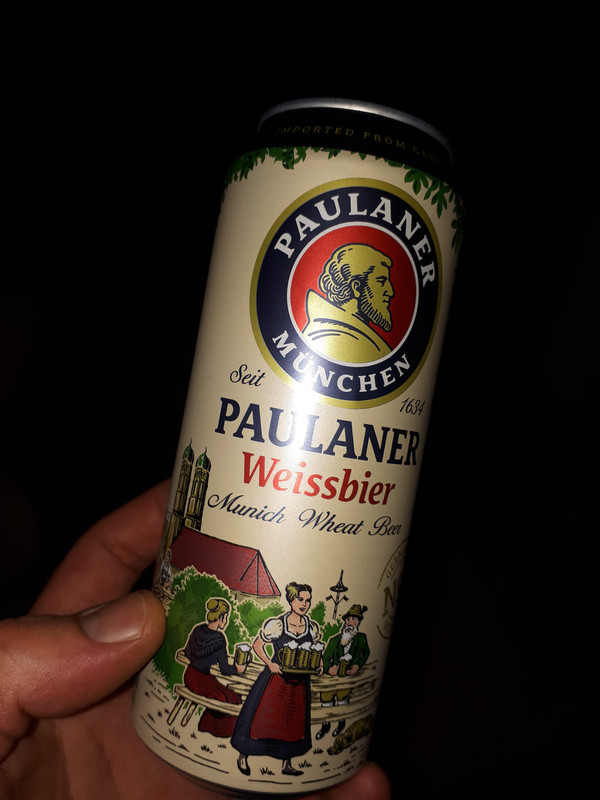 IMPORTED FROM
PAULANER
MÜNCHEN
Seit 1634
PAULANER
Weissbier
Munich Wheat Beer